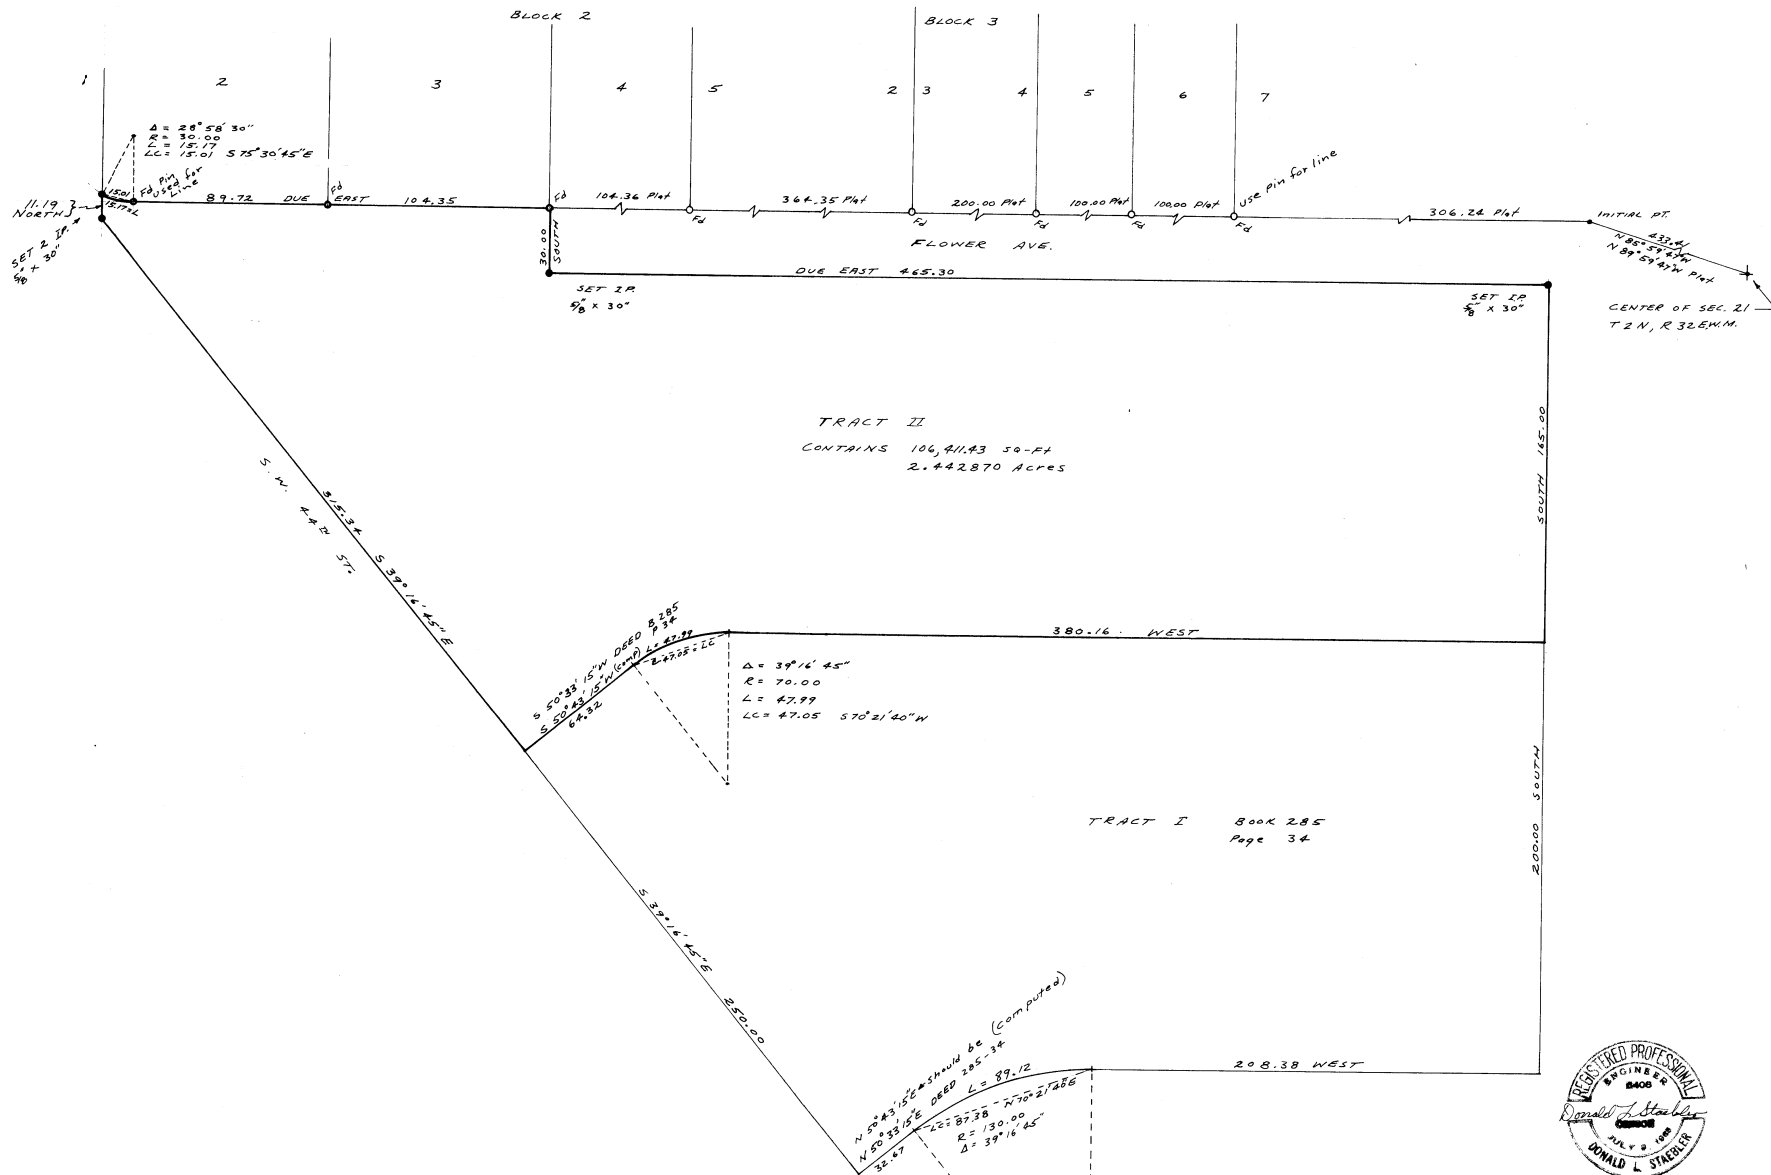 BLOCK 2
BLOCK 3
1
2
3
4
5
2
3
4
5
6
7
Δ = 28° 58' 30"
R = 30.00
L = 15.17
LC = 15.01 S 75° 30' 45" E
Fd Pin
used for
Line
15.01
15.17 = L
11.19
NORTH
SET 2 I.P.
5/8" x 30"
89.72 DUE EAST 104.35
Fd
Fd
104.36 Plat
Fd
364.35 Plat
Fd
200.00 Plat
Fd
100.00 Plat
Fd
100.00 Plat
Fd
use pin for line
306.24 Plat
INITIAL PT.
433.41
N 85° 59' 47" W
N 89° 59' 47" W Plat
CENTER OF SEC. 21
T 2 N, R 32 E.W.M.
FLOWER AVE.
30.00
SOUTH
DUE EAST 465.30
SET I.P.
5/8" x 30"
SET I.P.
5/8" x 30"
TRACT II
CONTAINS 106,411.43 SQ-Ft
2.442870 Acres
SOUTH 165.00
S. W. 44TH ST.
315.34 S 39° 16' 45" E
S 50° 33' 15" W DEED B 285
P 34
S 50° 43' 15" W (comp) L = 47.99
64.32
47.05 = LC
380.16 WEST
Δ = 39° 16' 45"
R = 70.00
L = 47.99
LC = 47.05 S 70° 21' 40" W
TRACT I BOOK 285
Page 34
200.00 SOUTH
S 39° 16' 45" E 250.00
N 50° 43' 15" E should be (computed)
N 50° 33' 15" E DEED 285-34
32.67
L = 89.12
LC = 87.38 N 70° 21' 40" E
R = 130.00
Δ = 39° 16' 45"
208.38 WEST
REGISTERED PROFESSIONAL
ENGINEER
Donald L Staebler
OREGON
DONALD L. STAEBLER